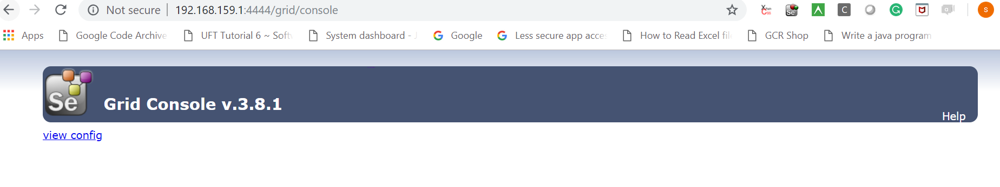 Not secure 192.168.159.1:4444/grid/console
Apps Google Code Archive UFT Tutorial 6 ~ Softw System dashboard - Google Less secure app acces How to Read Excel file GCR Shop Write a java program
Se Grid Console v.3.8.1
Help
view config